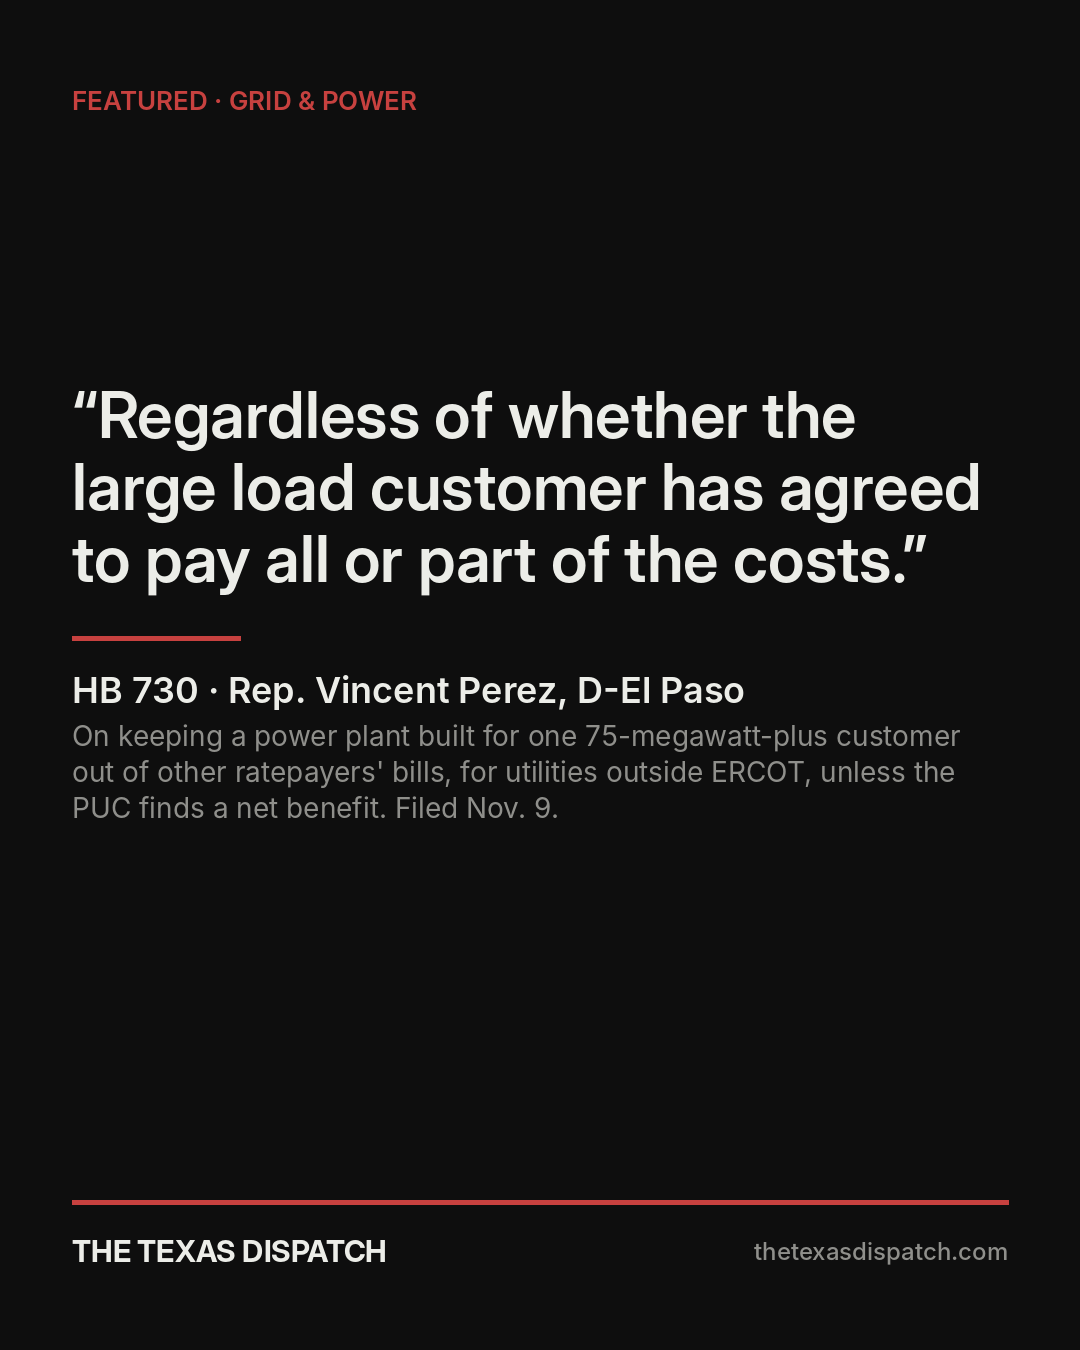 FEATURED · GRID & POWER
“Regardless of whether the
large load customer has agreed
to pay all or part of the costs.”
HB 730 · Rep. Vincent Perez, D-El Paso
On keeping a power plant built for one 75-megawatt-plus customer
out of other ratepayers' bills, for utilities outside ERCOT, unless the
PUC finds a net benefit. Filed Nov. 9.
THE TEXAS DISPATCH
thetexasdispatch.com